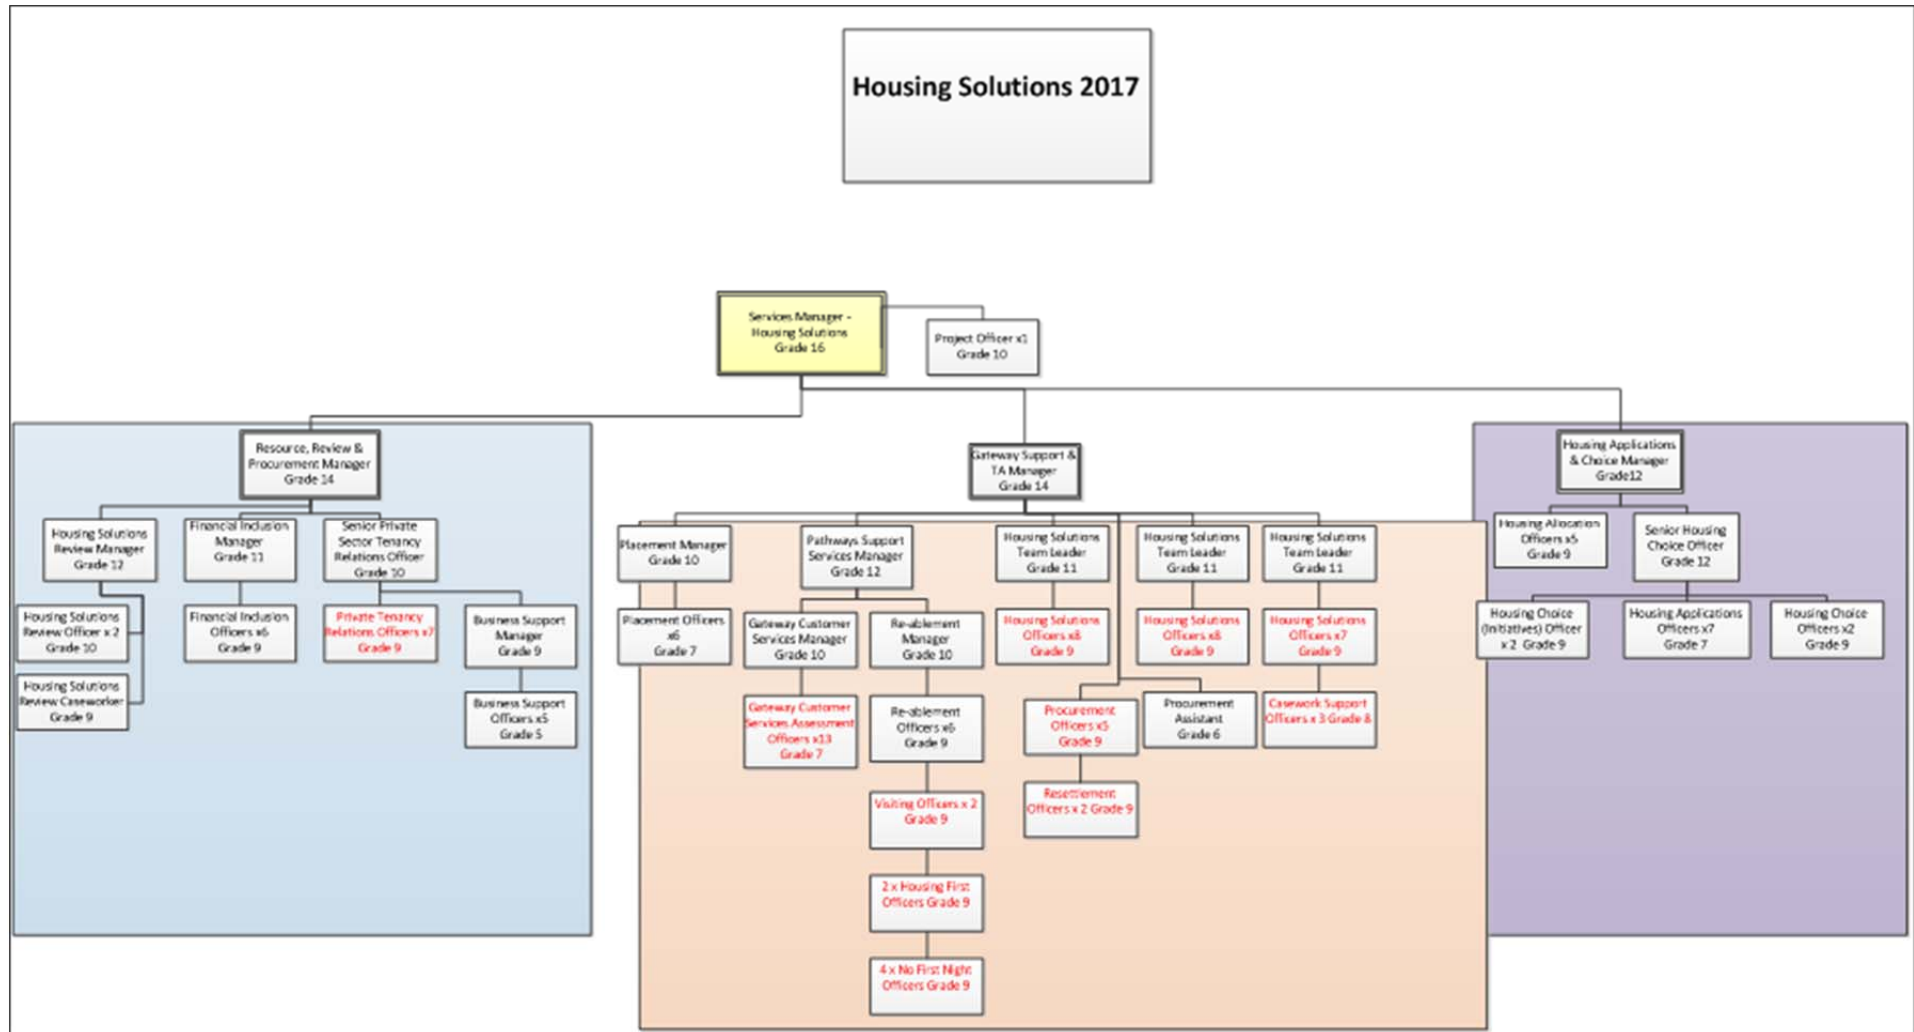 Housing Solutions 2017
Services Manager -
Housing Solutions
Grade 16
Project Officer x1
Grade 10
Resource, Review &
Procurement Manager
Grade 14
Housing Solutions
Review Manager
Grade 12
Financial Inclusion
Manager
Grade 11
Senior Private
Sector Tenancy
Relations Officer
Grade 10
Housing Solutions
Review Officer x 2
Grade 10
Financial Inclusion
Officers x6
Grade 9
Private Tenancy
Relations Officers x7
Grade 9
Business Support
Manager
Grade 9
Housing Solutions
Review Caseworker
Grade 9
Business Support
Officers x5
Grade 5
Gateway Support &
TA Manager
Grade 14
Placement Manager
Grade 10
Pathways Support
Services Manager
Grade 12
Housing Solutions
Team Leader
Grade 11
Housing Solutions
Team Leader
Grade 11
Housing Solutions
Team Leader
Grade 11
Placement Officers
x6
Grade 7
Gateway Customer
Services Manager
Grade 10
Re-ablement
Manager
Grade 10
Housing Solutions
Officers x8
Grade 9
Housing Solutions
Officers x8
Grade 9
Housing Solutions
Officers x7
Grade 9
Gateway Customer
Services Assessment
Officers x13
Grade 7
Re-ablement
Officers x6
Grade 9
Procurement
Officers x5
Grade 9
Procurement
Assistant
Grade 6
Casework Support
Officers x 3 Grade 8
Visiting Officers x 2
Grade 9
Resettlement
Officers x 2 Grade 9
2 x Housing First
Officers Grade 9
4 x No First Night
Officers Grade 9
Housing Applications
& Choice Manager
Grade12
Housing Allocation
Officers x5
Grade 9
Senior Housing
Choice Officer
Grade 12
Housing Choice
(Initiatives) Officer
x 2 Grade 9
Housing Applications
Officers x7
Grade 7
Housing Choice
Officers x2
Grade 9